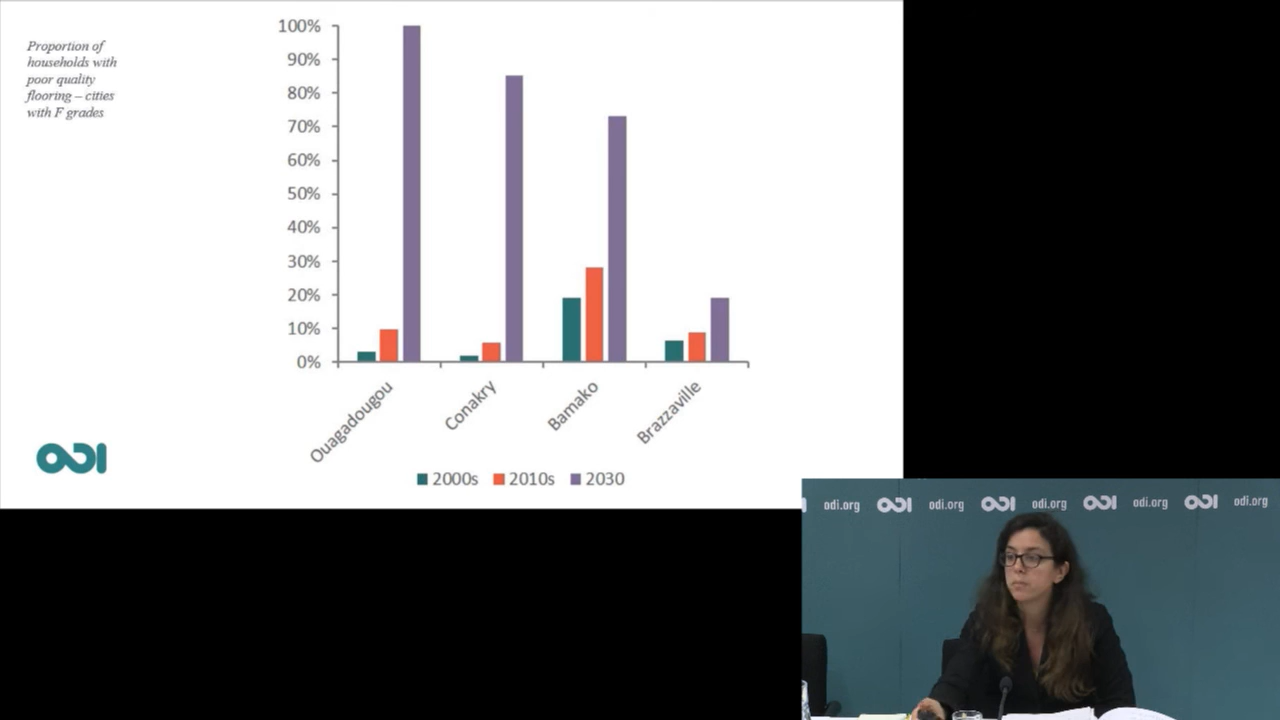 Proportion of
households with
poor quality
flooring – cities
with F grades
100%
90%
80%
70%
60%
50%
40%
30%
20%
10%
0%
Ouagadougou
Conakry
Bamako
Brazzaville
2000s 2010s 2030
ODI
odi.org ODI odi.org ODI odi.org ODI odi.org ODI odi.org